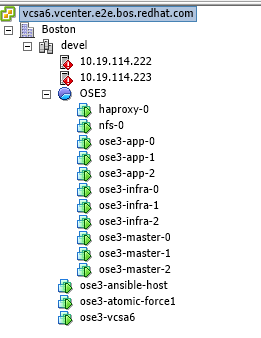 vcsa6.vcenter.e2e.bos.redhat.com
Boston
devel
10.19.114.222
10.19.114.223
OSE3
haproxy-0
nfs-0
ose3-app-0
ose3-app-1
ose3-app-2
ose3-infra-0
ose3-infra-1
ose3-infra-2
ose3-master-0
ose3-master-1
ose3-master-2
ose3-ansible-host
ose3-atomic-force1
ose3-vcsa6